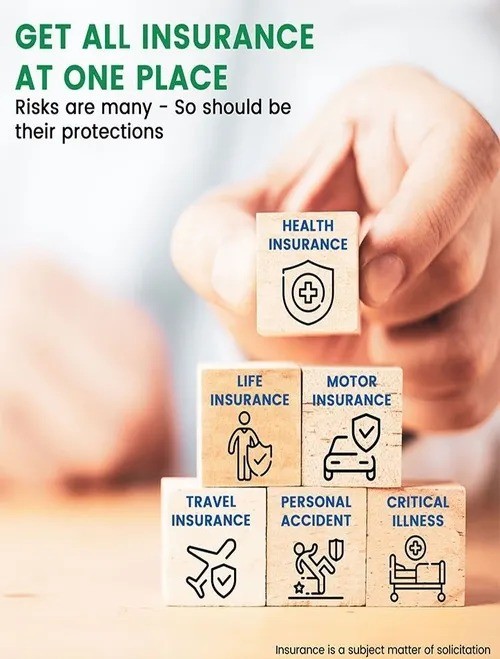 GET ALL INSURANCE
AT ONE PLACE
Risks are many - So should be
their protections
HEALTH
INSURANCE
LIFE
INSURANCE
MOTOR
INSURANCE
TRAVEL
INSURANCE
PERSONAL
ACCIDENT
CRITICAL
ILLNESS
Insurance is a subject matter of solicitation